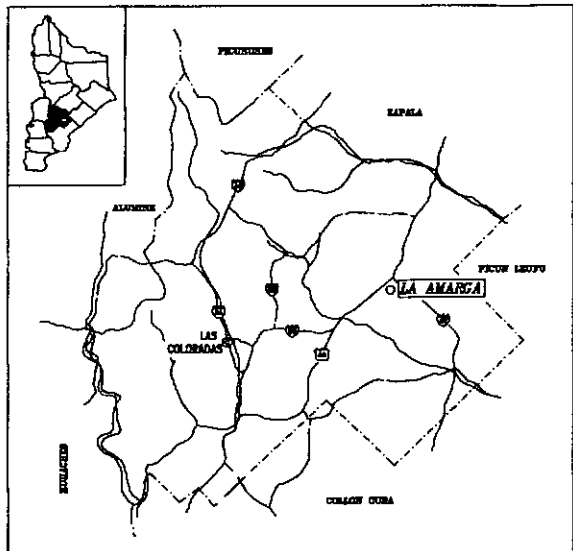 PICUNCHES
ZAPALA
ALUMINE
PICUN LEUFU
LA AMARGA
LAS
COLORADAS
HUILICHES
COLLON CURA